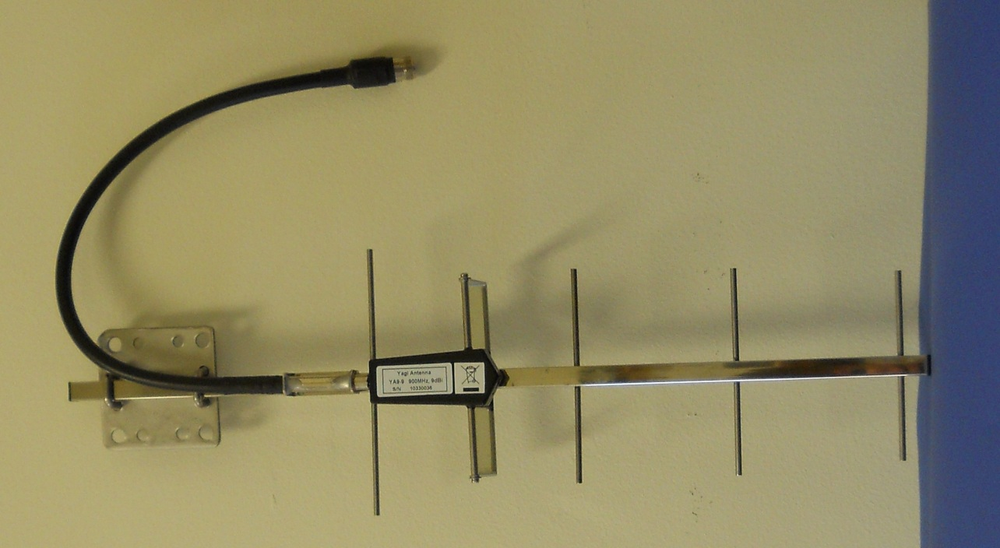 Yagi Antenna
YA9-9 900MHz, 9dBi
S/N 10330036